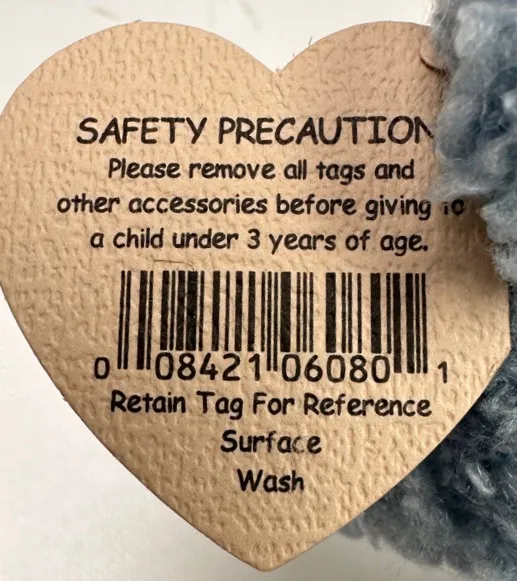 SAFETY PRECAUTION
Please remove all tags and
other accessories before giving to
a child under 3 years of age.
0 08421 06080 1
Retain Tag For Reference
Surface
Wash